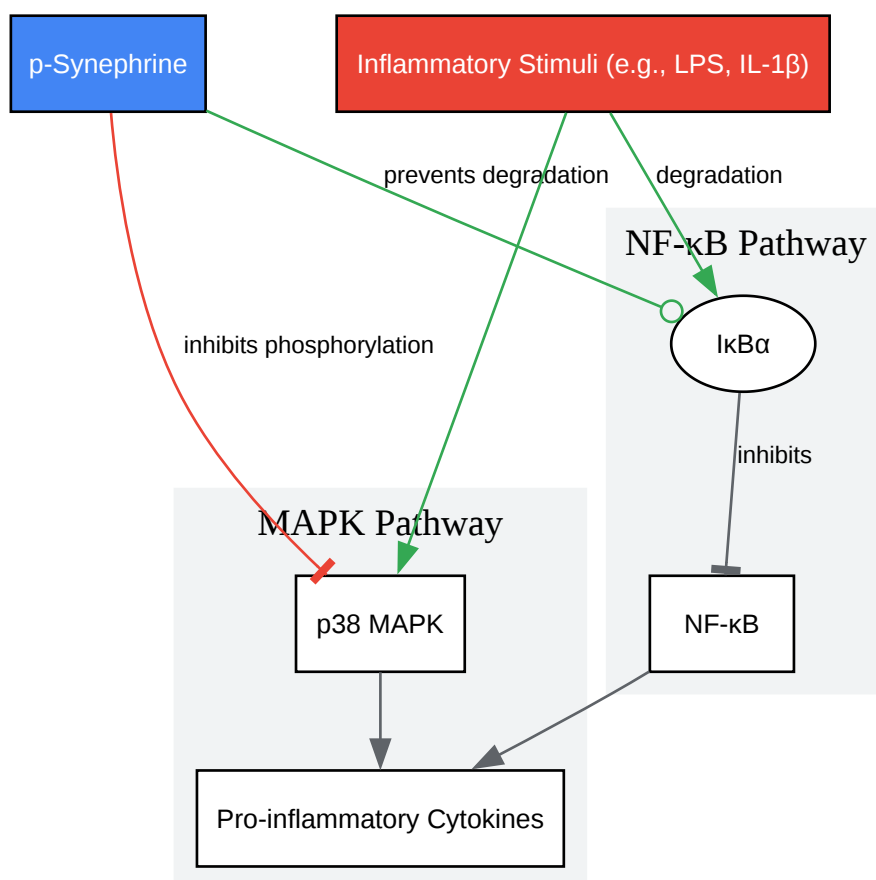 p-Synephrine
Inflammatory Stimuli (e.g., LPS, IL-1β)
prevents degradation
degradation
NF-κB Pathway
IκBα
inhibits phosphorylation
inhibits
MAPK Pathway
p38 MAPK
NF-κB
Pro-inflammatory Cytokines